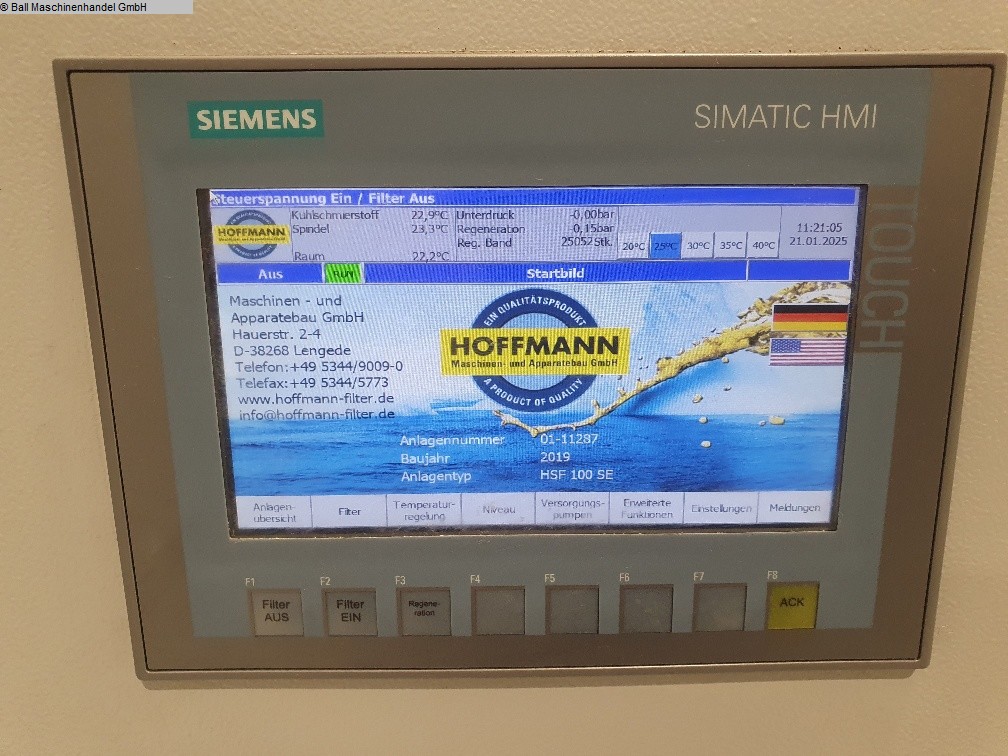 © Ball Maschinenhandel GmbH
SIEMENS
SIMATIC HMI
TOUCH
Steuerspannung Ein / Filter Aus
HOFFMANN
Kühlschmierstoff 22,9°C
Spindel 23,3°C
Raum 22,2°C
Unterdruck -0,00bar
Regeneration -0,15bar
Reg. Band 25052Stk.
20°C 25°C 30°C 35°C 40°C
11:21:05
21.01.2025
Aus RUN Startbild
Maschinen - und
Apparatebau GmbH
Hauerstr. 2-4
D-38268 Lengede
Telefon:+49 5344/9009-0
Telefax:+49 5344/5773
www.hoffmann-filter.de
info@hoffmann-filter.de
EIN QUALITÄTSPRODUKT
HOFFMANN
Maschinen- und Apparatebau GmbH
A PRODUCT OF QUALITY
Anlagennummer 01-11287
Baujahr 2019
Anlagentyp HSF 100 SE
Anlagen-
übersicht
Filter
Temperatur-
regelung
Niveau
Versorgungs-
pumpen
Erweiterte
Funktionen
Einstellungen
Meldungen
F1 F2 F3 F4 F5 F6 F7 F8
Filter
AUS
Filter
EIN
Regene-
ration
ACK